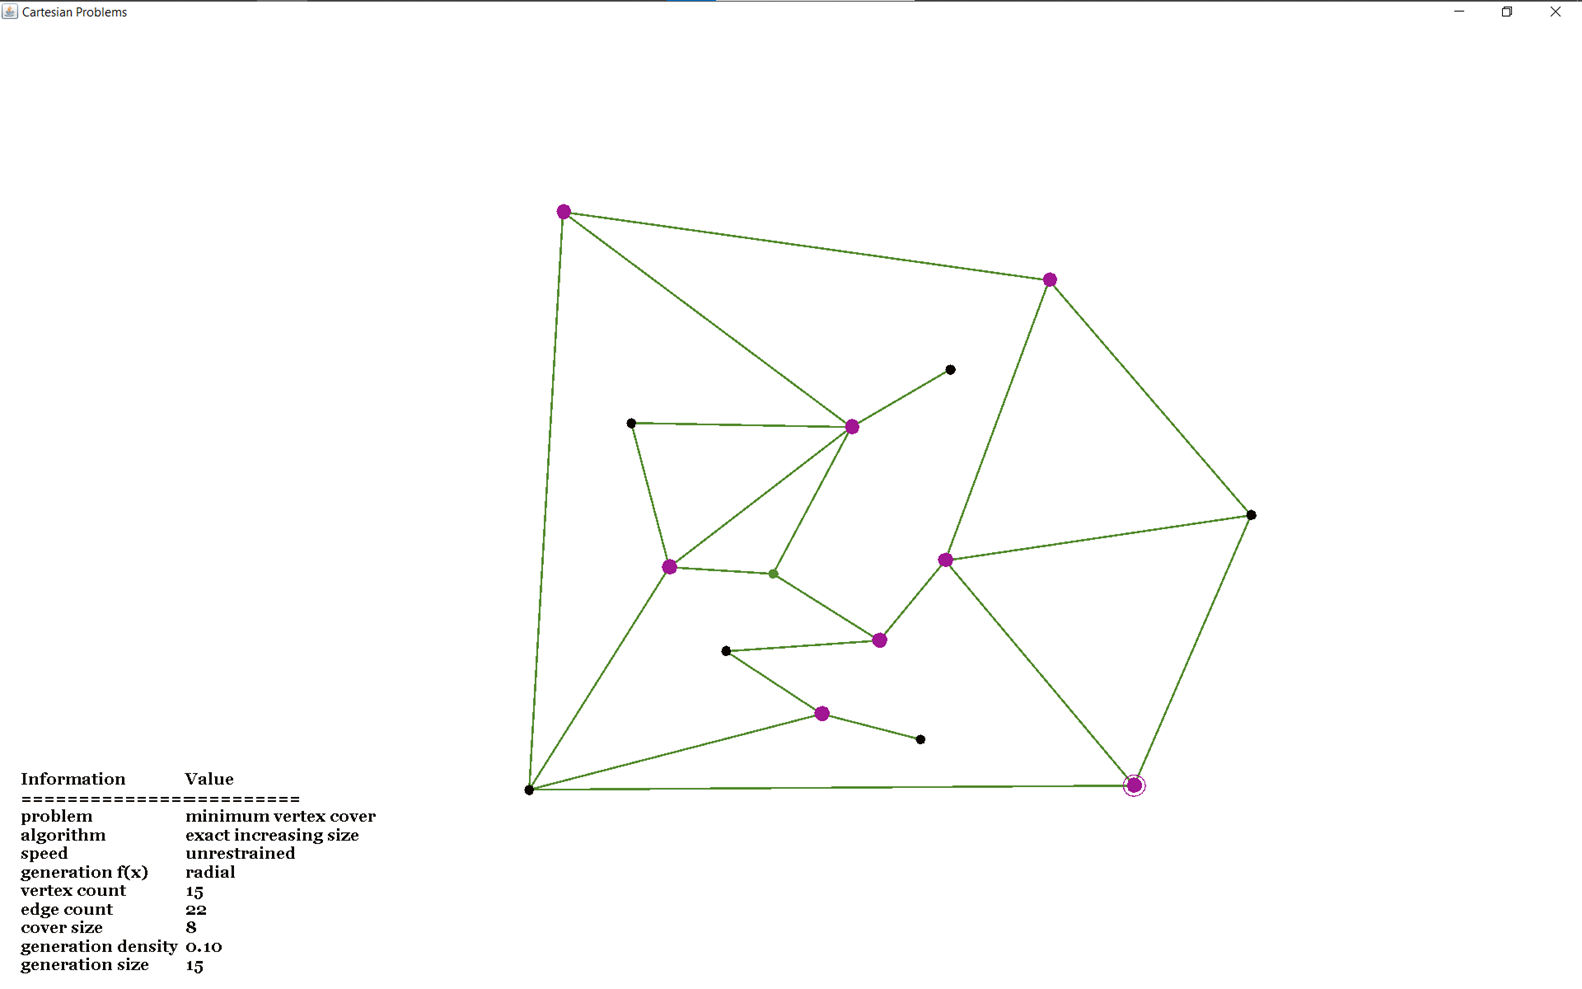 Cartesian Problems
Information Value
========================
problem minimum vertex cover
algorithm exact increasing size
speed unrestrained
generation f(x) radial
vertex count 15
edge count 22
cover size 8
generation density 0.10
generation size 15